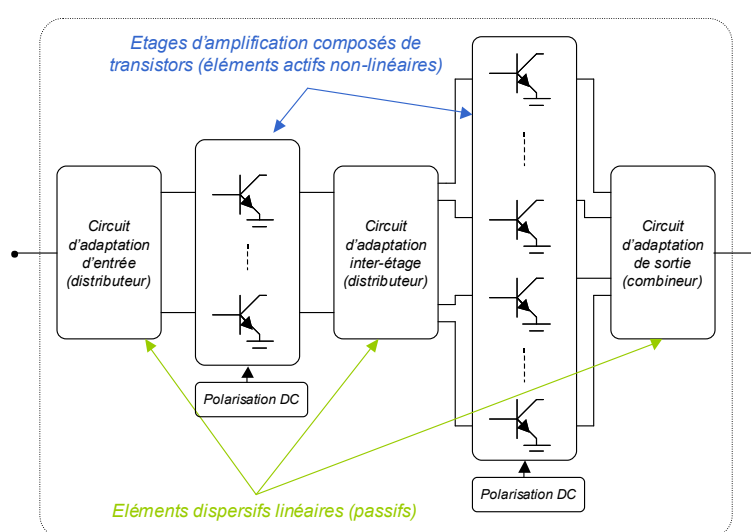 Etages d'amplification composés de
transistors (éléments actifs non-linéaires)
Circuit
d'adaptation
d'entrée
(distributeur)
Circuit
d'adaptation
inter-étage
(distributeur)
Circuit
d'adaptation
de sortie
(combineur)
Polarisation DC
Polarisation DC
Eléments dispersifs linéaires (passifs)